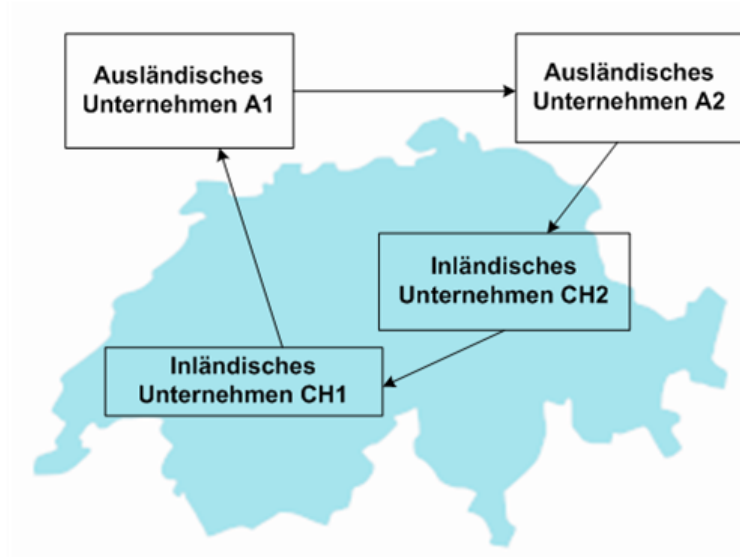 Ausländisches
Unternehmen A1
Ausländisches
Unternehmen A2
Inländisches
Unternehmen CH2
Inländisches
Unternehmen CH1